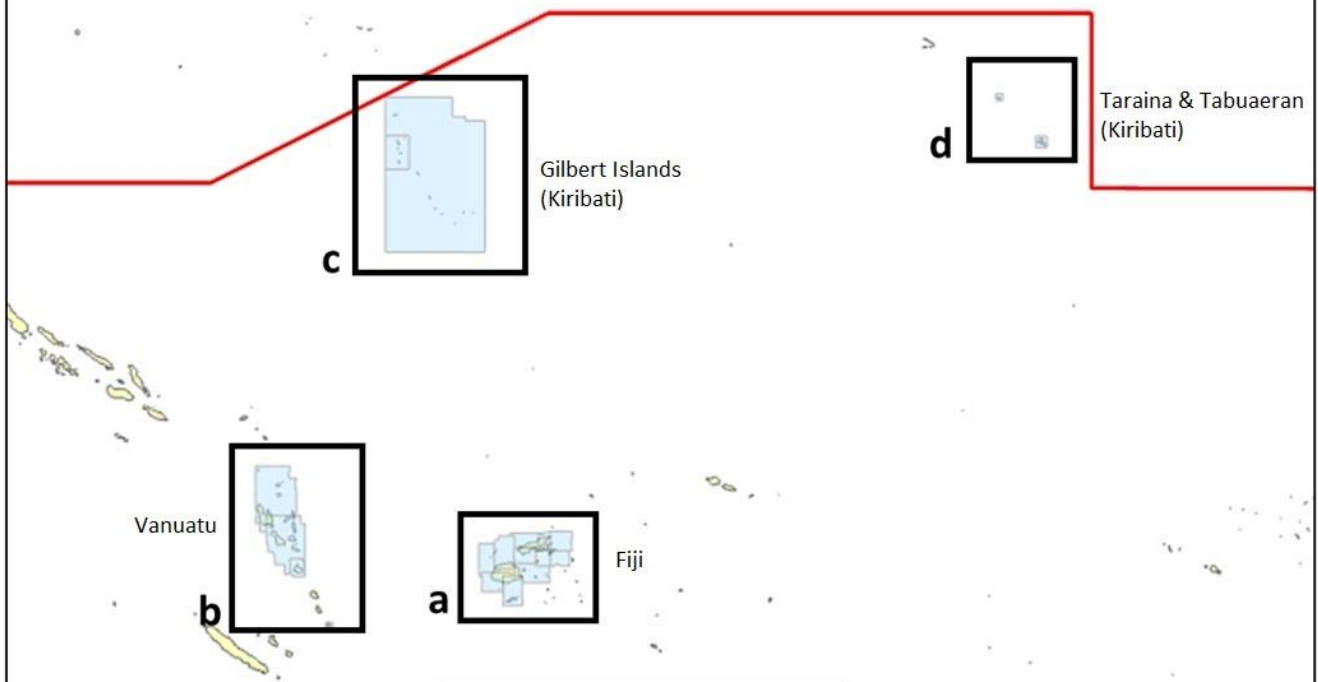 Taraina & Tabuaeran
(Kiribati)
d
Gilbert Islands
(Kiribati)
c
Vanuatu
b
Fiji
a